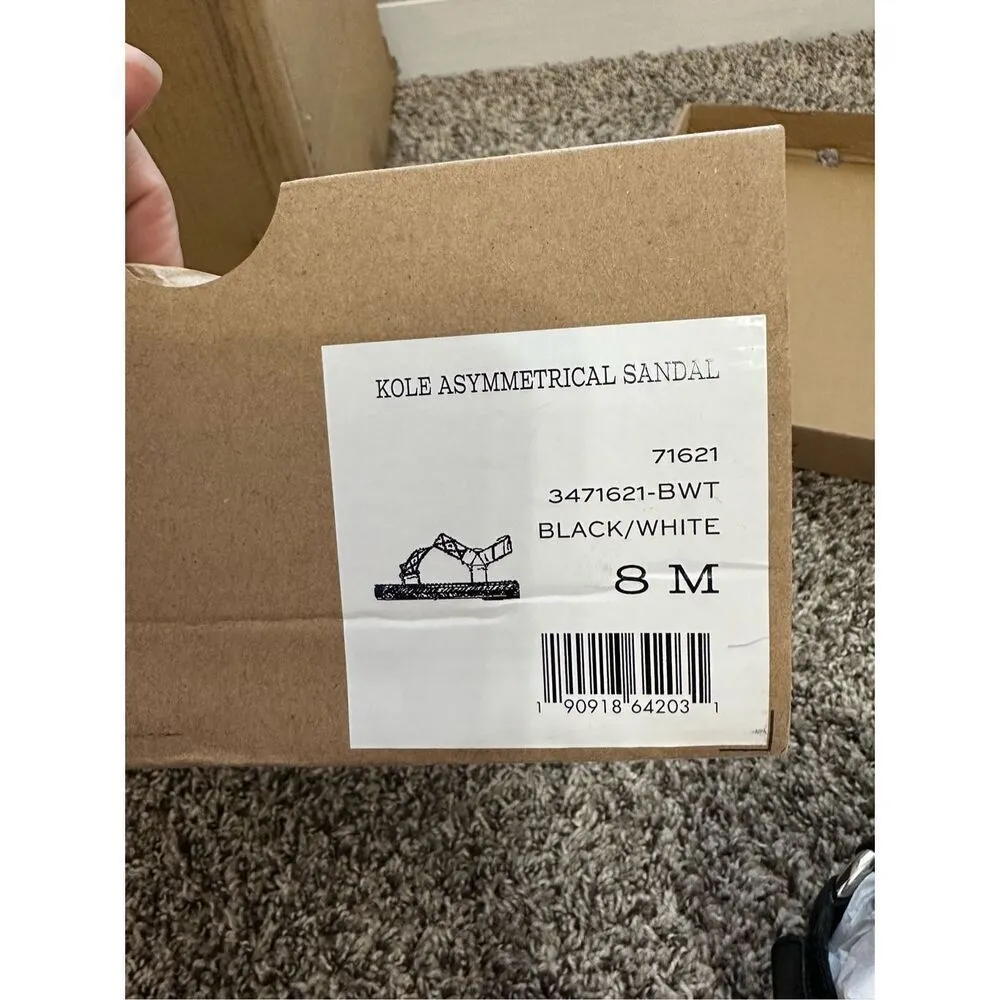 KOLE ASYMMETRICAL SANDAL
71621
3471621-BWT
BLACK/WHITE
8 M
1 90918 64203 1